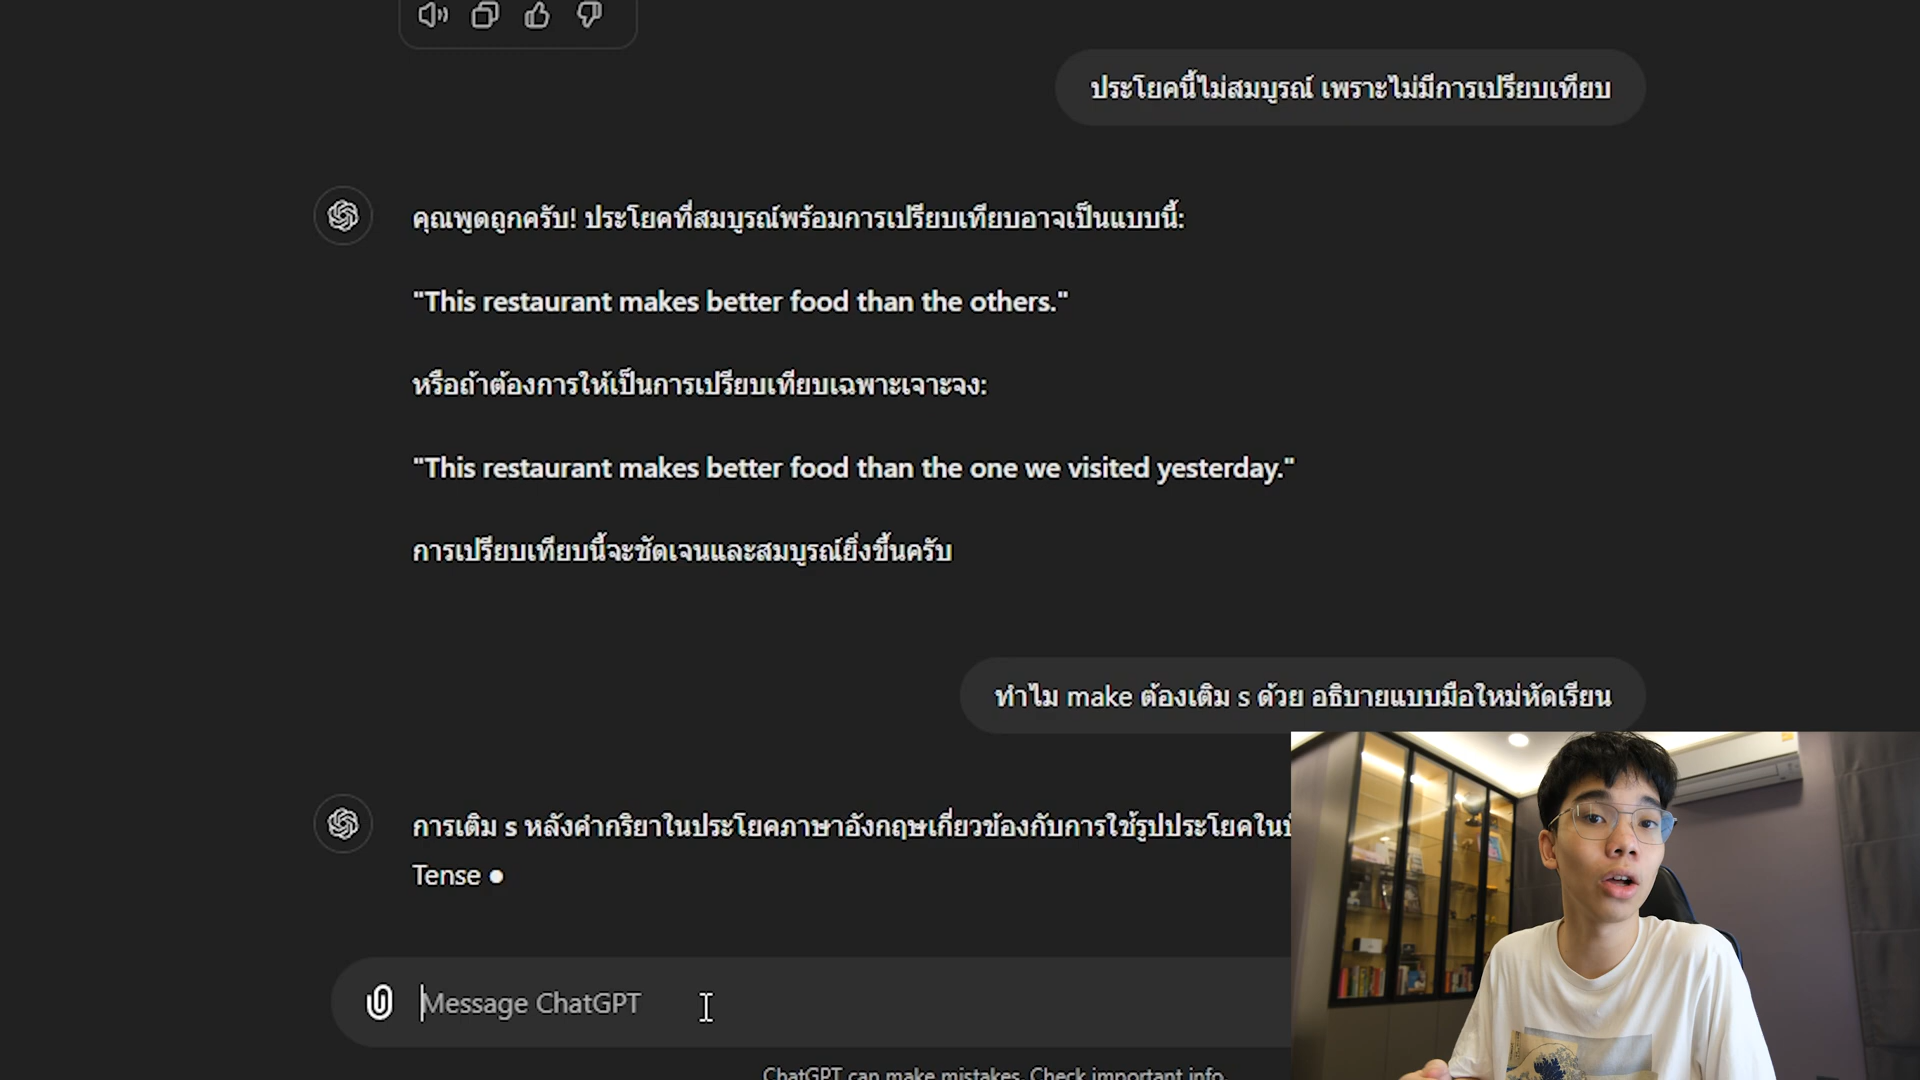 ประโยคนี้ไม่สมบูรณ์ เพราะไม่มีการเปรียบเทียบ
คุณพูดถูกครับ! ประโยคที่สมบูรณ์พร้อมการเปรียบเทียบอาจเป็นแบบนี้:
"This restaurant makes better food than the others."
หรือถ้าต้องการให้เป็นการเปรียบเทียบเฉพาะเจาะจง:
"This restaurant makes better food than the one we visited yesterday."
การเปรียบเทียบนี้จะชัดเจนและสมบูรณ์ยิ่งขึ้นครับ
ทำไม make ต้องเติม s ด้วย อธิบายแบบมือใหม่หัดเรียน
การเติม s หลังคำกริยาในประโยคภาษาอังกฤษเกี่ยวข้องกับการใช้รูปประโยคใน
Tense
Message ChatGPT
ChatGPT can make mistakes. Check important info.